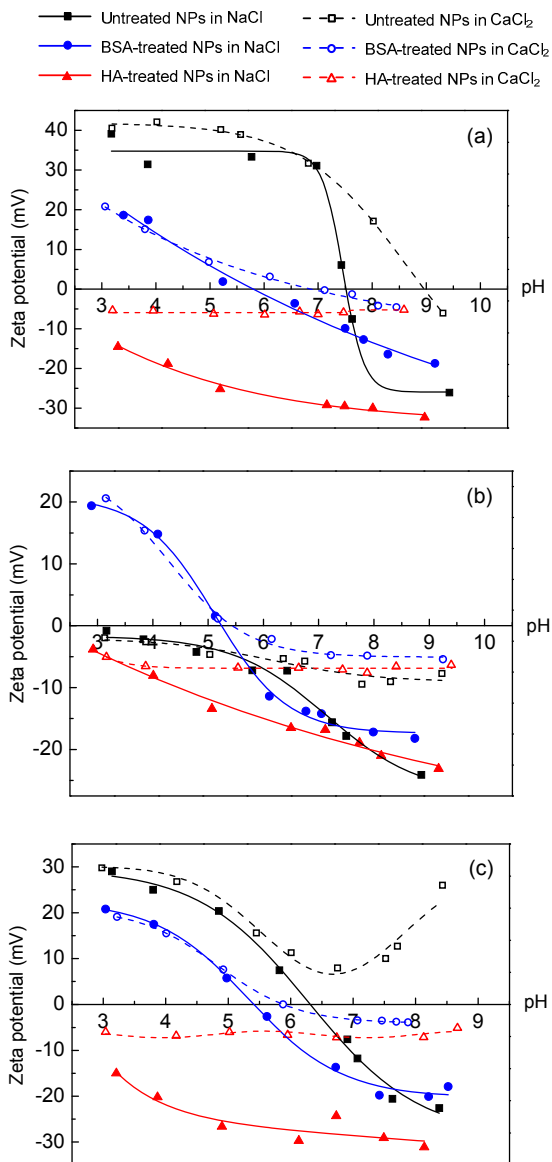 Untreated NPs in NaCl
Untreated NPs in CaCl₂
BSA-treated NPs in NaCl
BSA-treated NPs in CaCl₂
HA-treated NPs in NaCl
HA-treated NPs in CaCl₂
(a)
40
30
20
10
0
-10
-20
-30
Zeta potential (mV)
3 4 5 6 7 8 9 10
pH
(b)
20
10
0
-10
-20
Zeta potential (mV)
3 4 5 6 7 8 9 10
pH
(c)
30
20
10
0
-10
-20
-30
Zeta potential (mV)
3 4 5 6 7 8 9
pH